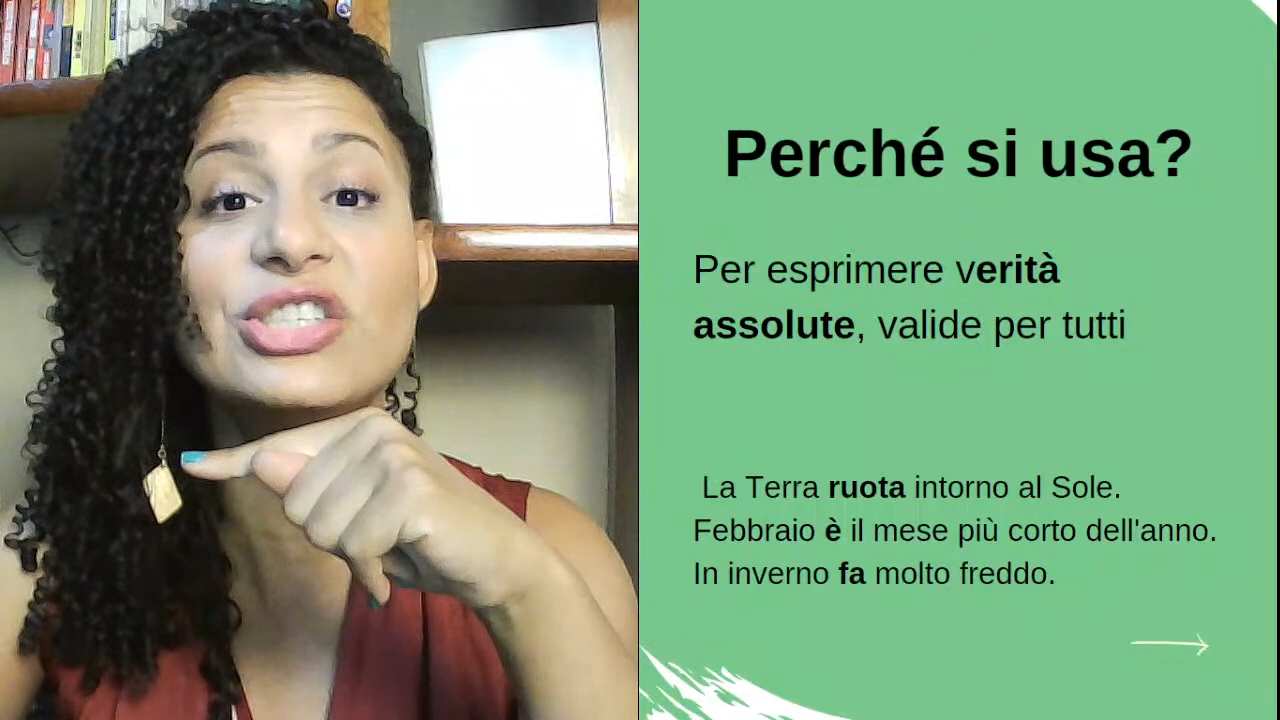 Perché si usa?
Per esprimere verità
assolute, valide per tutti
La Terra ruota intorno al Sole.
Febbraio è il mese più corto dell'anno.
In inverno fa molto freddo.